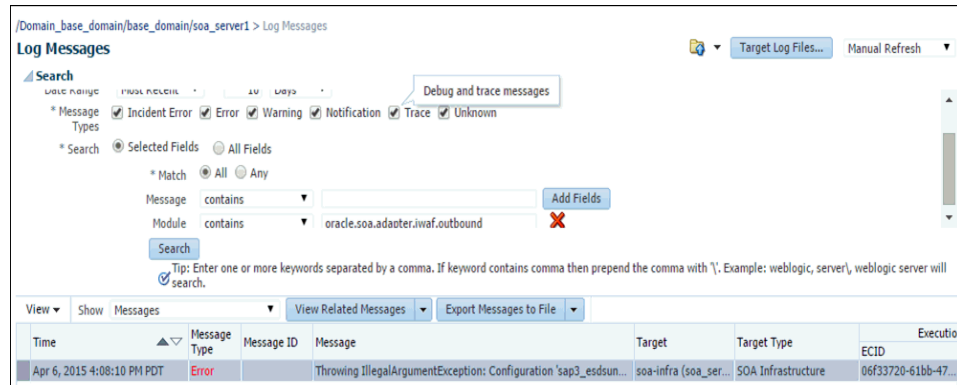 /Domain_base_domain/base_domain/soa_server1 > Log Messages
Log Messages
Target Log Files...
Manual Refresh
Search
Date Range Most Recent 10 Days
Debug and trace messages
* Message Types Incident Error Error Warning Notification Trace Unknown
* Search Selected Fields All Fields
* Match All Any
Message contains Add Fields
Module contains oracle.soa.adapter.iwaf.outbound
Search
Tip: Enter one or more keywords separated by a comma. If keyword contains comma then prepend the comma with '\'. Example: weblogic, server\, weblogic server will
search.
View Show Messages View Related Messages Export Messages to File
Time Message Type Message ID Message Target Target Type Executio
ECID
Apr 6, 2015 4:08:10 PM PDT Error Throwing IllegalArgumentException: Configuration 'sap3_esdsun... soa-infra (soa_ser... SOA Infrastructure 06f33720-61bb-47...